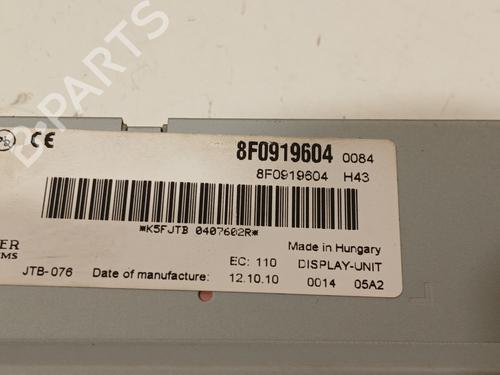 B-PARTS
Pb CE
8F0919604 0084
8F0919604 H43
*K5FJTB 0407602R*
Made in Hungary
EC: 110 DISPLAY-UNIT
JTB-076 Date of manufacture: 12.10.10 0014 05A2